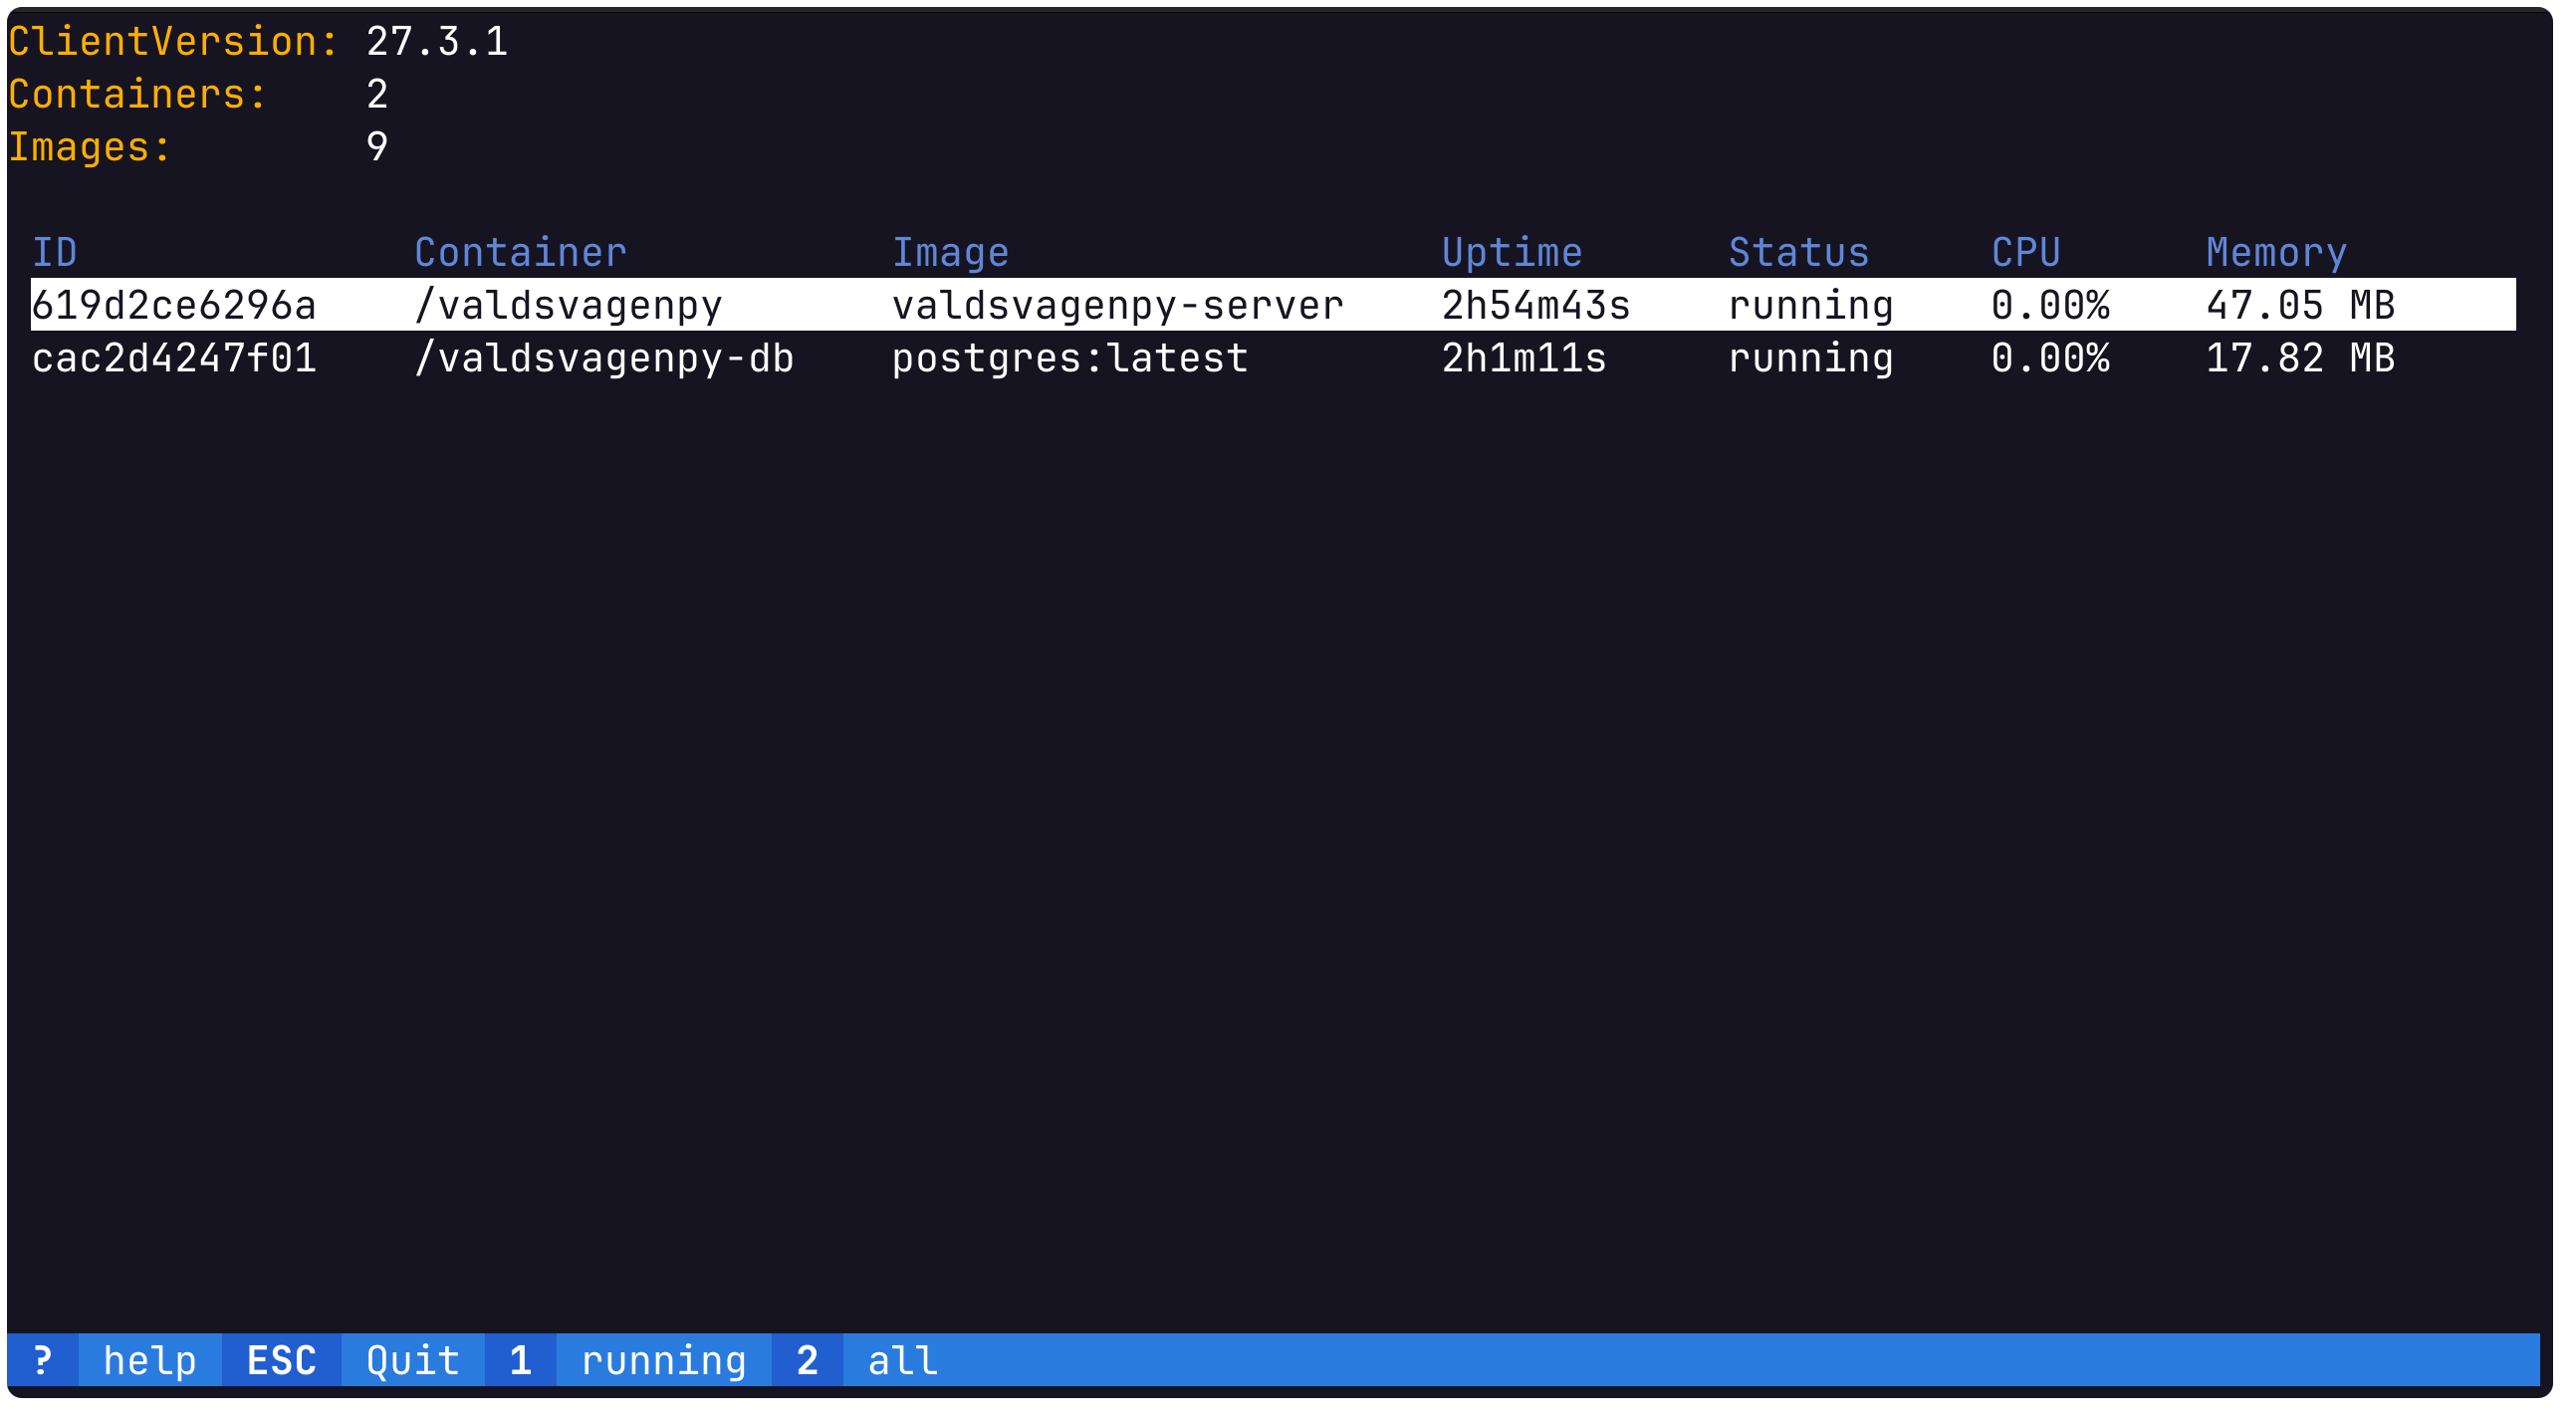 ClientVersion: 27.3.1
Containers: 2
Images: 9
ID Container Image Uptime Status CPU Memory
619d2ce6296a /valdsvagenpy valdsvagenpy-server 2h54m43s running 0.00% 47.05 MB
cac2d4247f01 /valdsvagenpy-db postgres:latest 2h1m11s running 0.00% 17.82 MB
? help ESC Quit 1 running 2 all